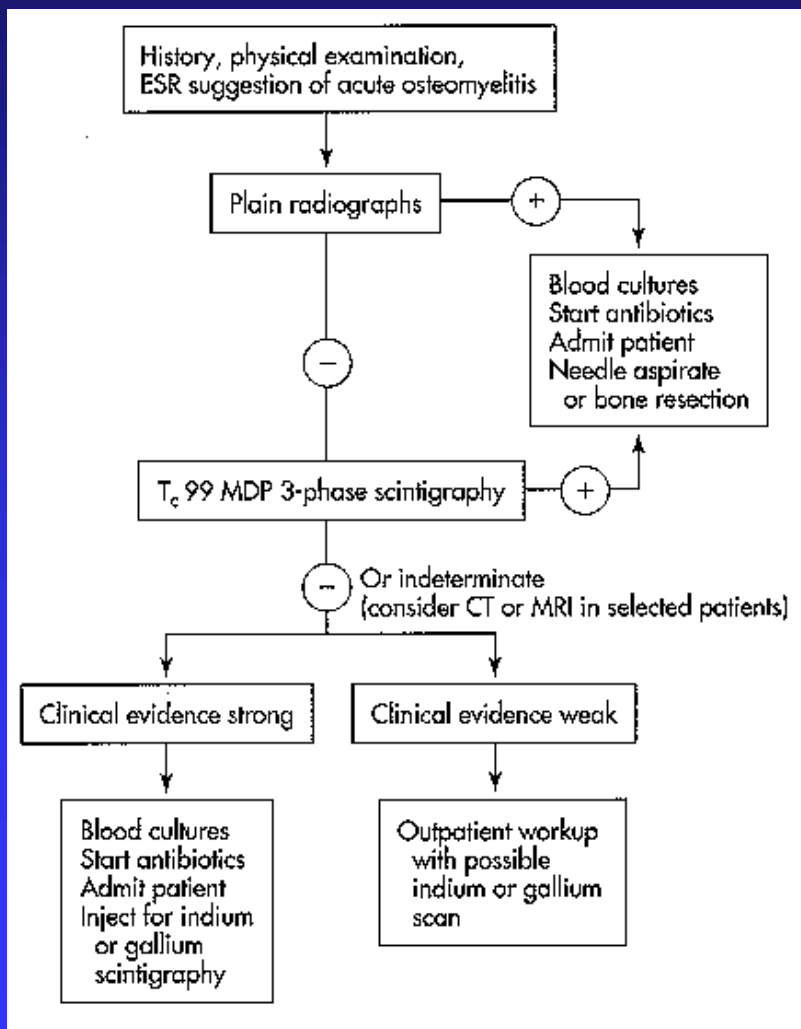 History, physical examination,
ESR suggestion of acute osteomyelitis
Plain radiographs
+
Blood cultures
Start antibiotics
Admit patient
Needle aspirate
or bone resection
−
Tc 99 MDP 3-phase scintigraphy
+
−
Or indeterminate
(consider CT or MRI in selected patients)
Clinical evidence strong
Clinical evidence weak
Blood cultures
Start antibiotics
Admit patient
Inject for indium
or gallium
scintigraphy
Outpatient workup
with possible
indium or gallium
scan